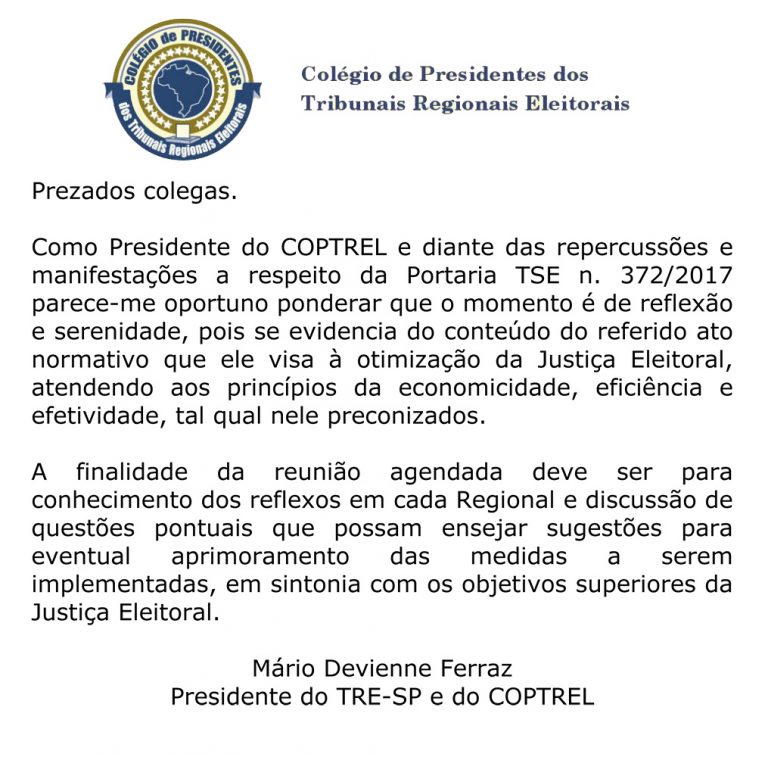 COLÉGIO de PRESIDENTES
dos Tribunais Regionais Eleitorais
Colégio de Presidentes dos
Tribunais Regionais Eleitorais
Prezados colegas.
Como Presidente do COPTREL e diante das repercussões e
manifestações a respeito da Portaria TSE n. 372/2017
parece-me oportuno ponderar que o momento é de reflexão
e serenidade, pois se evidencia do conteúdo do referido ato
normativo que ele visa à otimização da Justiça Eleitoral,
atendendo aos princípios da economicidade, eficiência e
efetividade, tal qual nele preconizados.
A finalidade da reunião agendada deve ser para
conhecimento dos reflexos em cada Regional e discussão de
questões pontuais que possam ensejar sugestões para
eventual aprimoramento das medidas a serem
implementadas, em sintonia com os objetivos superiores da
Justiça Eleitoral.
Mário Devienne Ferraz
Presidente do TRE-SP e do COPTREL